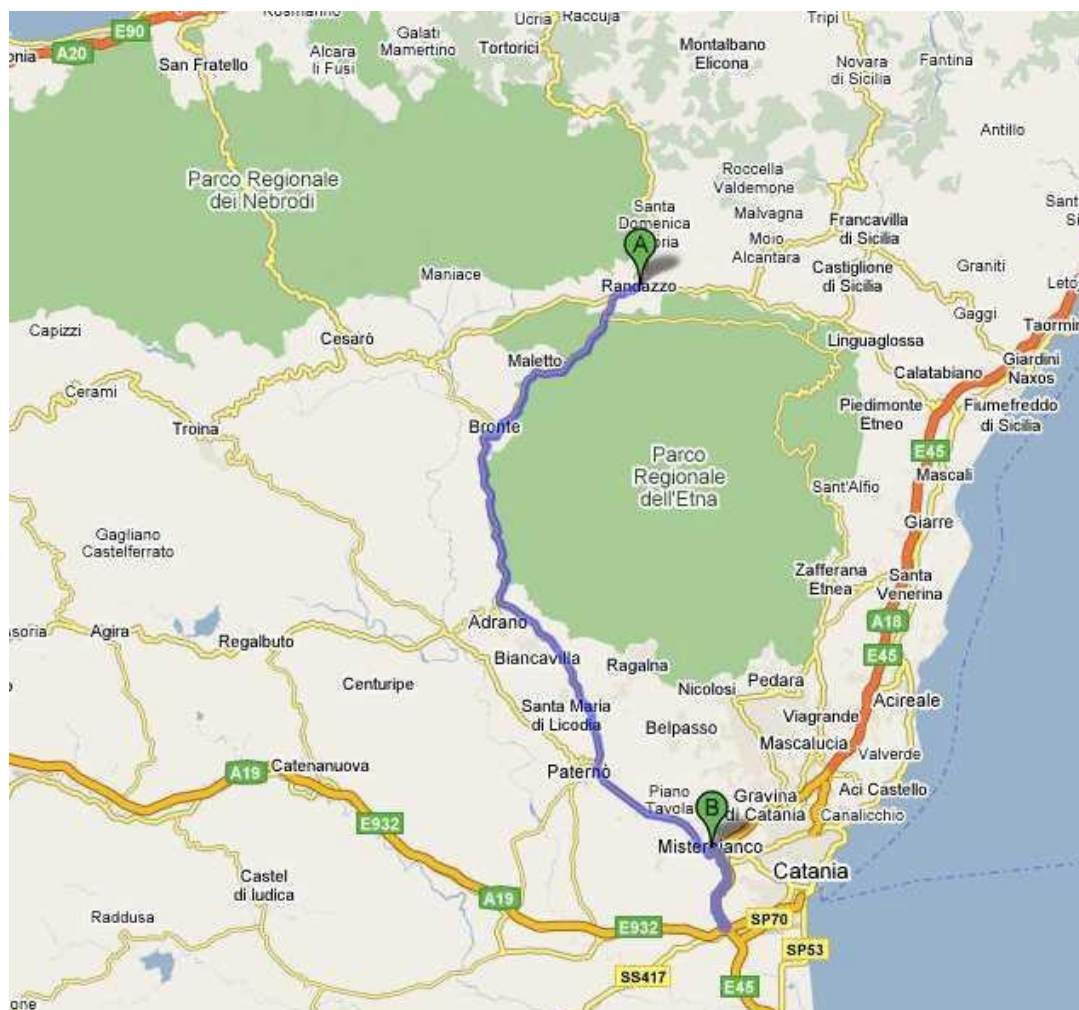 E90
A20
San Fratello
Alcara
li Fusi
Galati
Mamertino
Tortorici
Ucria
Raccuja
Montalbano
Elicona
Tripi
Novara
di Sicilia
Fantina
Antillo
Parco Regionale
dei Nebrodi
Roccella
Valdemone
Santa
Domenica
Malvagna
Moio
Alcantara
Francavilla
di Sicilia
Castiglione
di Sicilia
Graniti
Gaggi
A
Randazzo
Maniace
Capizzi
Cesarò
Maletto
Linguaglossa
Calatabiano
Giardini
Naxos
Cerami
Troina
Bronte
Piedimonte
Etneo
Fiumefreddo
di Sicilia
E45
Mascali
Parco
Regionale
dell'Etna
Sant'Alfio
Giarre
Gagliano
Castelferrato
Zafferana
Etnea
Santa
Venerina
Agira
Regalbuto
Adrano
A18
E45
Biancavilla
Ragalna
Centuripe
Nicolosi
Pedara
Acireale
Santa Maria
di Licodia
Belpasso
Viagrande
Mascalucia
Valverde
A19
Catenanuova
Paternò
Piano
Tavola
B
Gravina
di Catania
Aci Castello
Canalicchio
E932
Misterbianco
Catania
Castel
di Iudica
A19
Raddusa
E932
SP70
SP53
SS417
E45